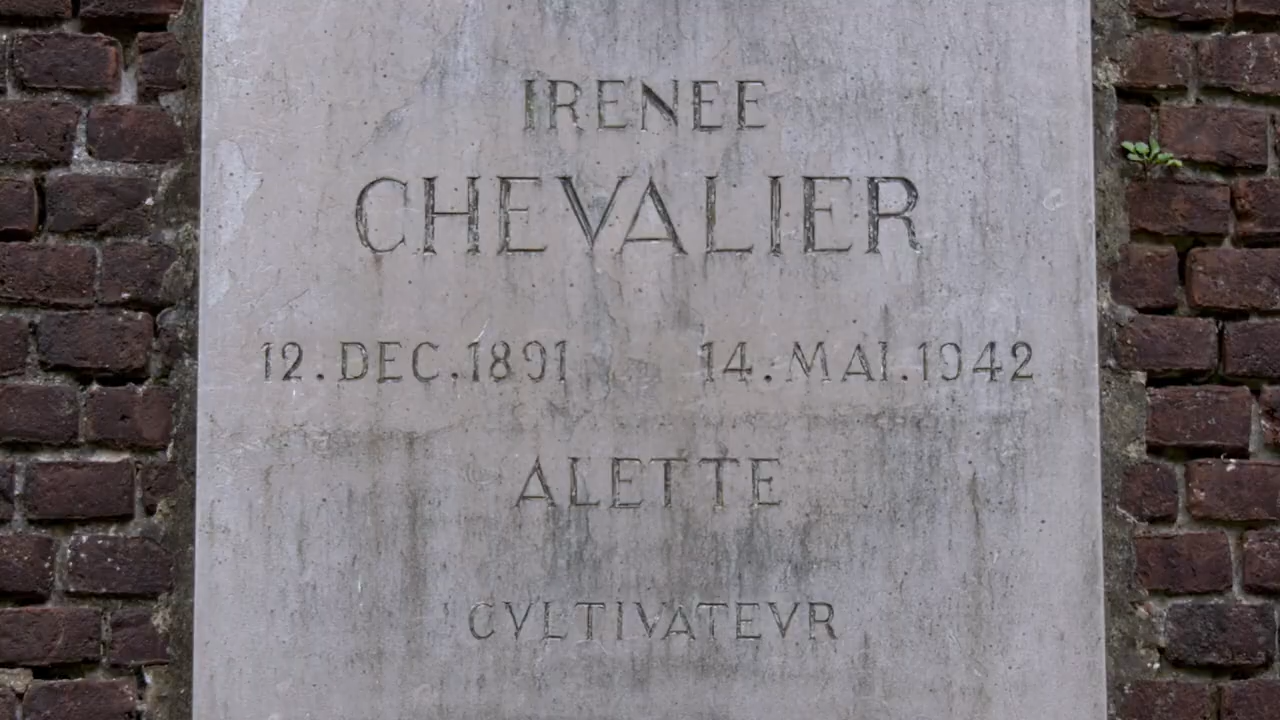 IRENEE
CHEVALIER
12.DEC.1891 14.MAI.1942
ALETTE
CVLTIVATEVR